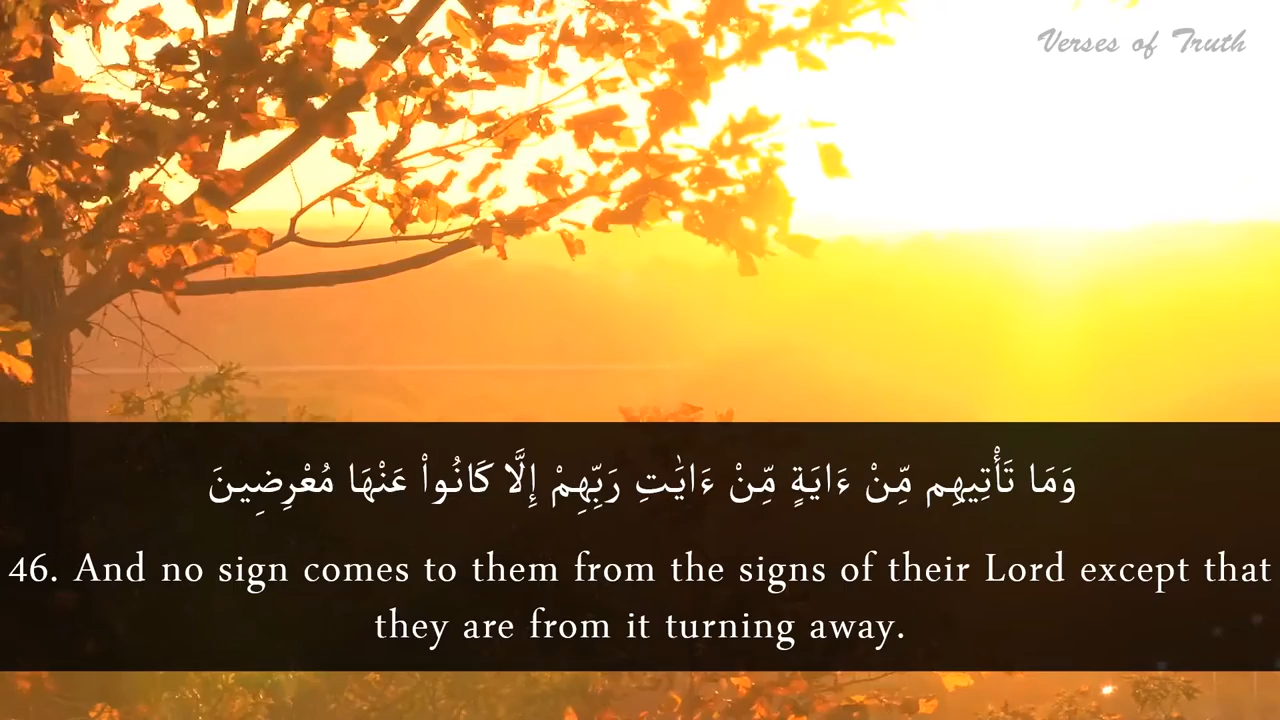 Verses of Truth
وَمَا تَأْتِيهِم مِّنْ ءَايَةٍ مِّنْ ءَايَٰتِ رَبِّهِمْ إِلَّا كَانُوا۟ عَنْهَا مُعْرِضِينَ
46. And no sign comes to them from the signs of their Lord except that
they are from it turning away.